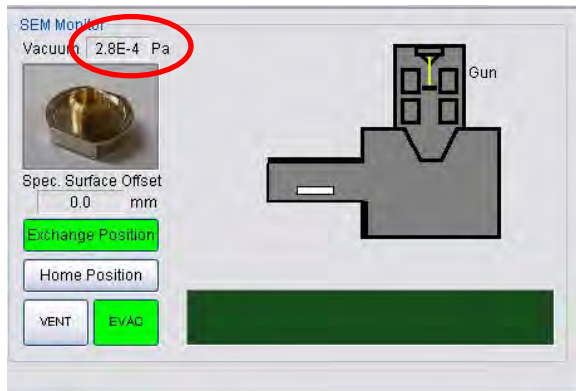 SEM Monitor
Vacuum 2.8E-4 Pa
Gun
Spec. Surface Offset
0.0 mm
Exchange Position
Home Position
VENT EVAC